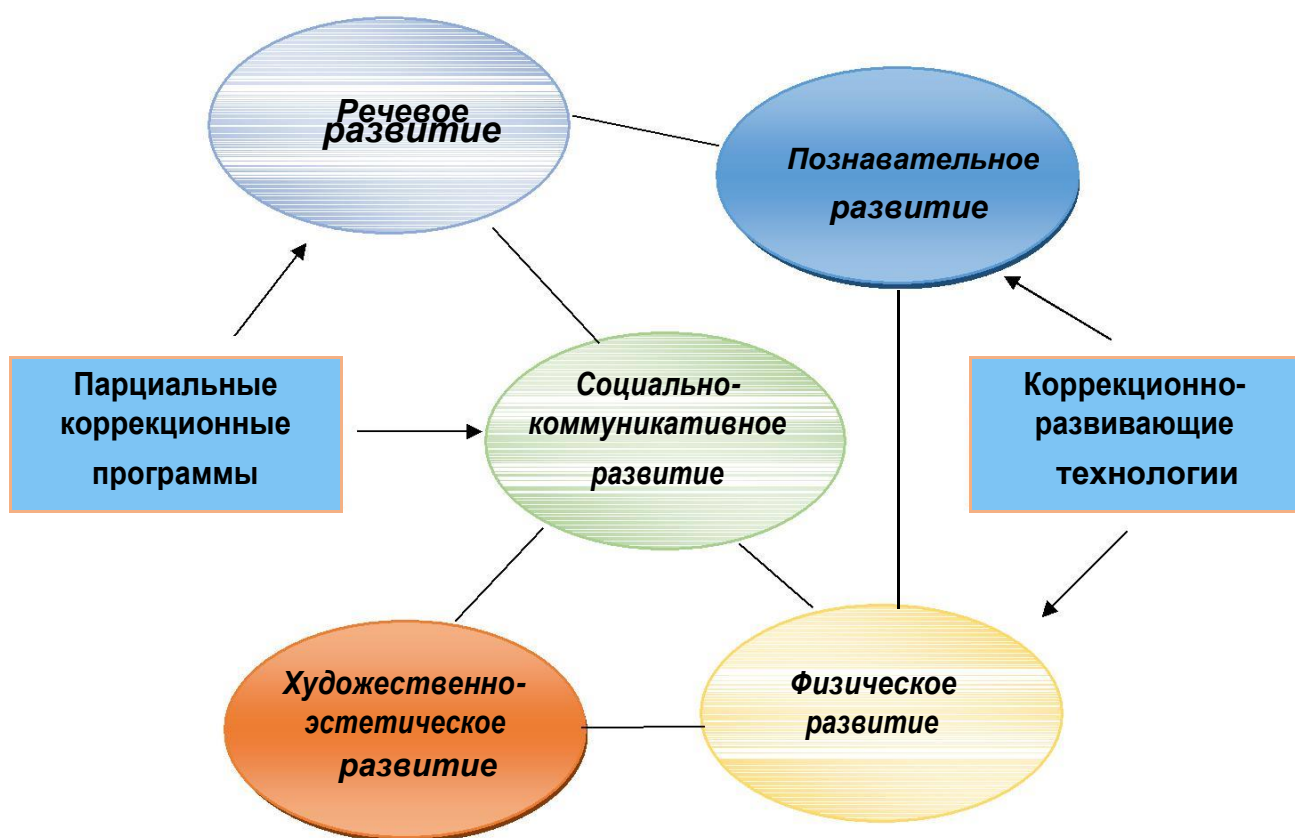 Речевое
развитие
Познавательное
развитие
Парциальные
коррекционные
программы
Социально-
коммуникативное
развитие
Коррекционно-
развивающие
технологии
Художественно-
эстетическое
развитие
Физическое
развитие